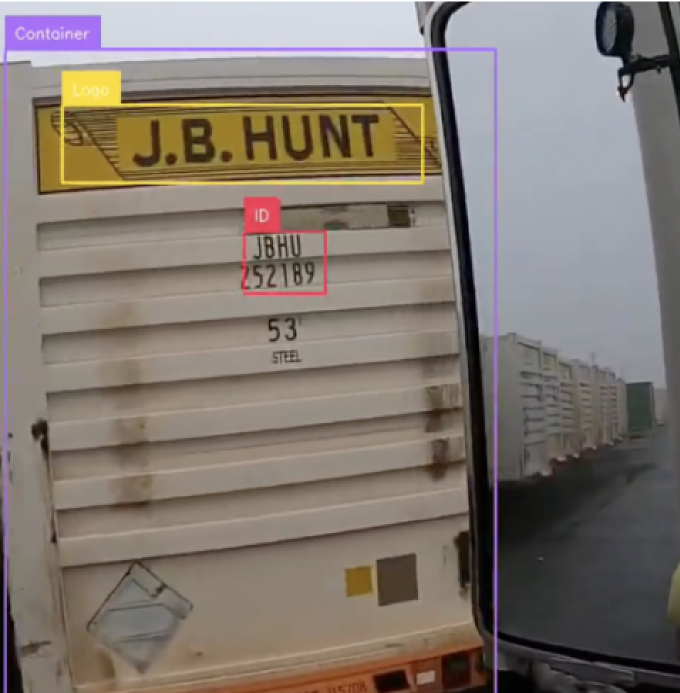 Container
Logo
J.B. HUNT
ID
JBHU
252189
53'
STEEL